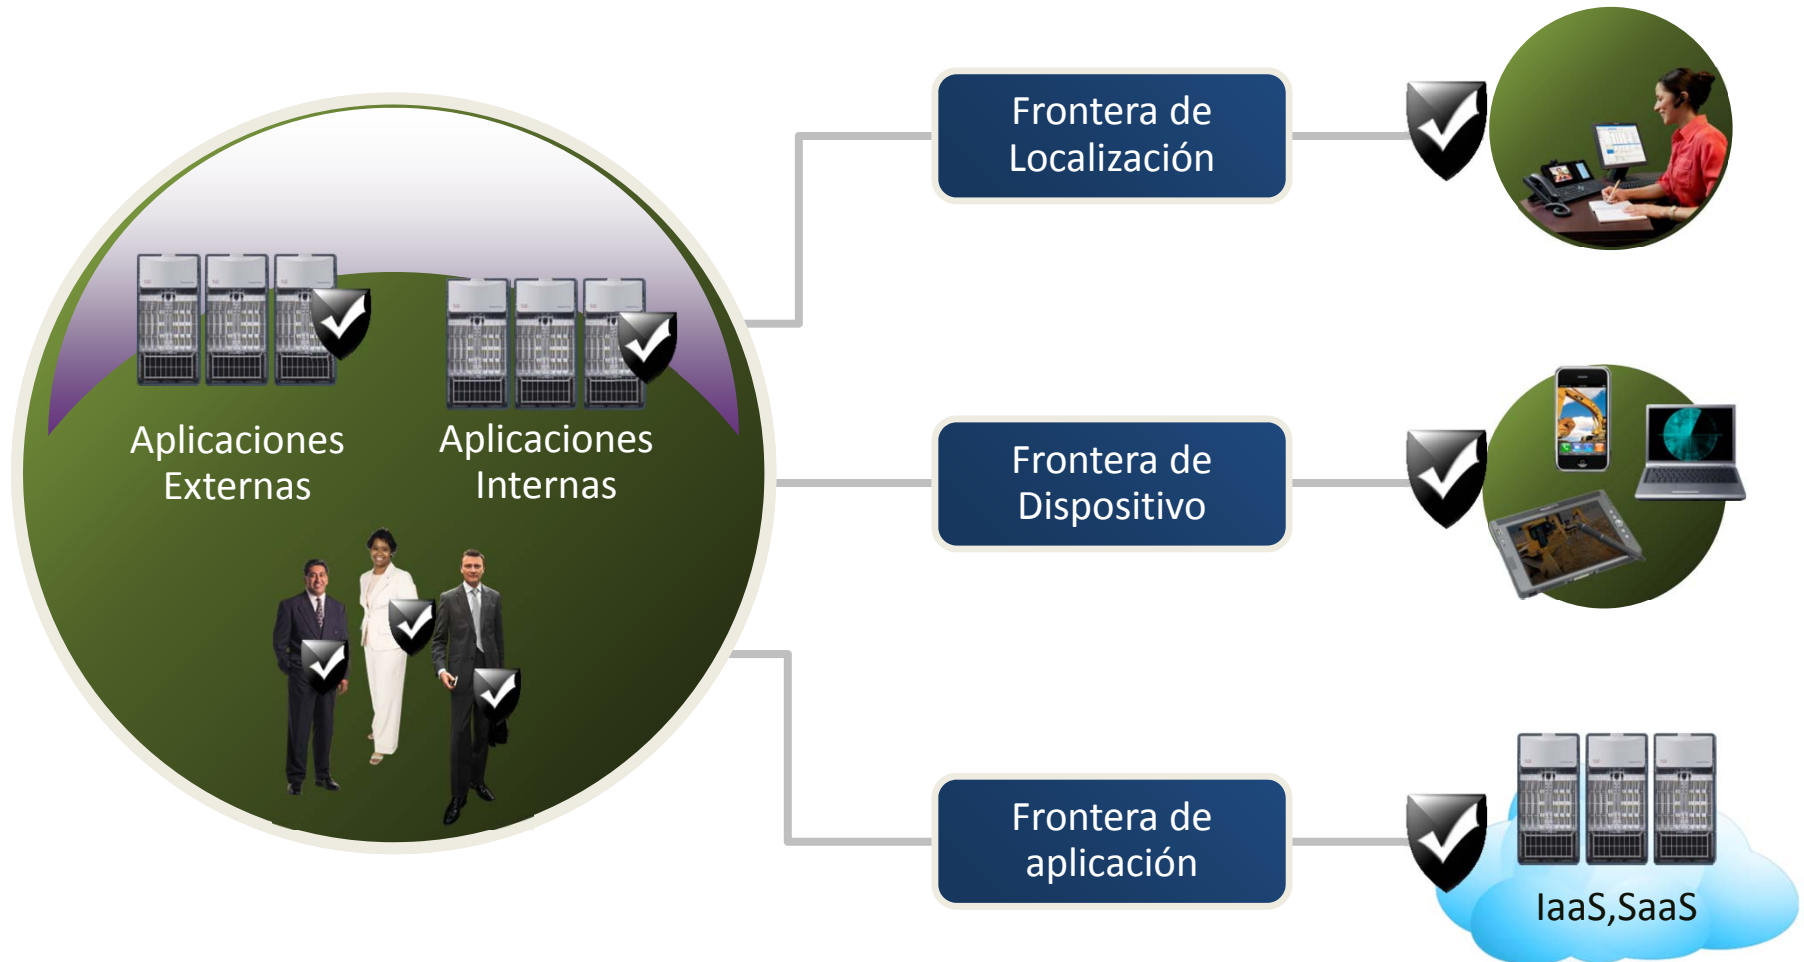 Frontera de
Localización
Aplicaciones
Externas
Aplicaciones
Internas
Frontera de
Dispositivo
Frontera de
aplicación
IaaS,SaaS